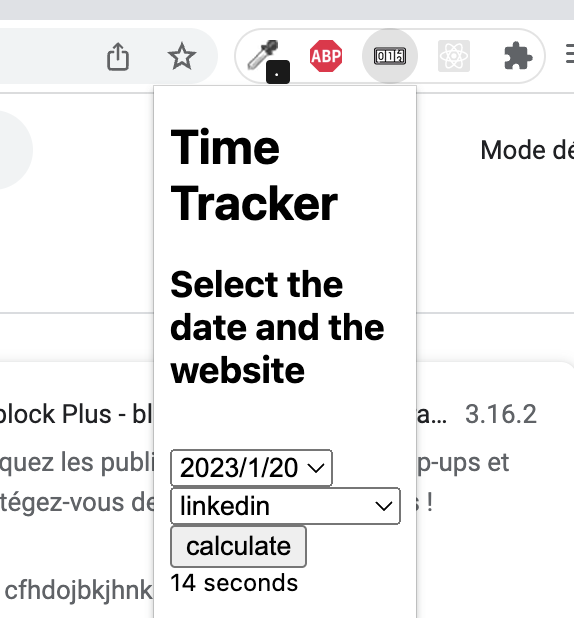 ABP
Time
Tracker
Mode dé
Select the
date and the
website
block Plus - bl
a... 3.16.2
2023/1/20
quez les publi
p-ups et
linkedin
tégez-vous de
s !
calculate
14 seconds
cfhdojbkjhnk